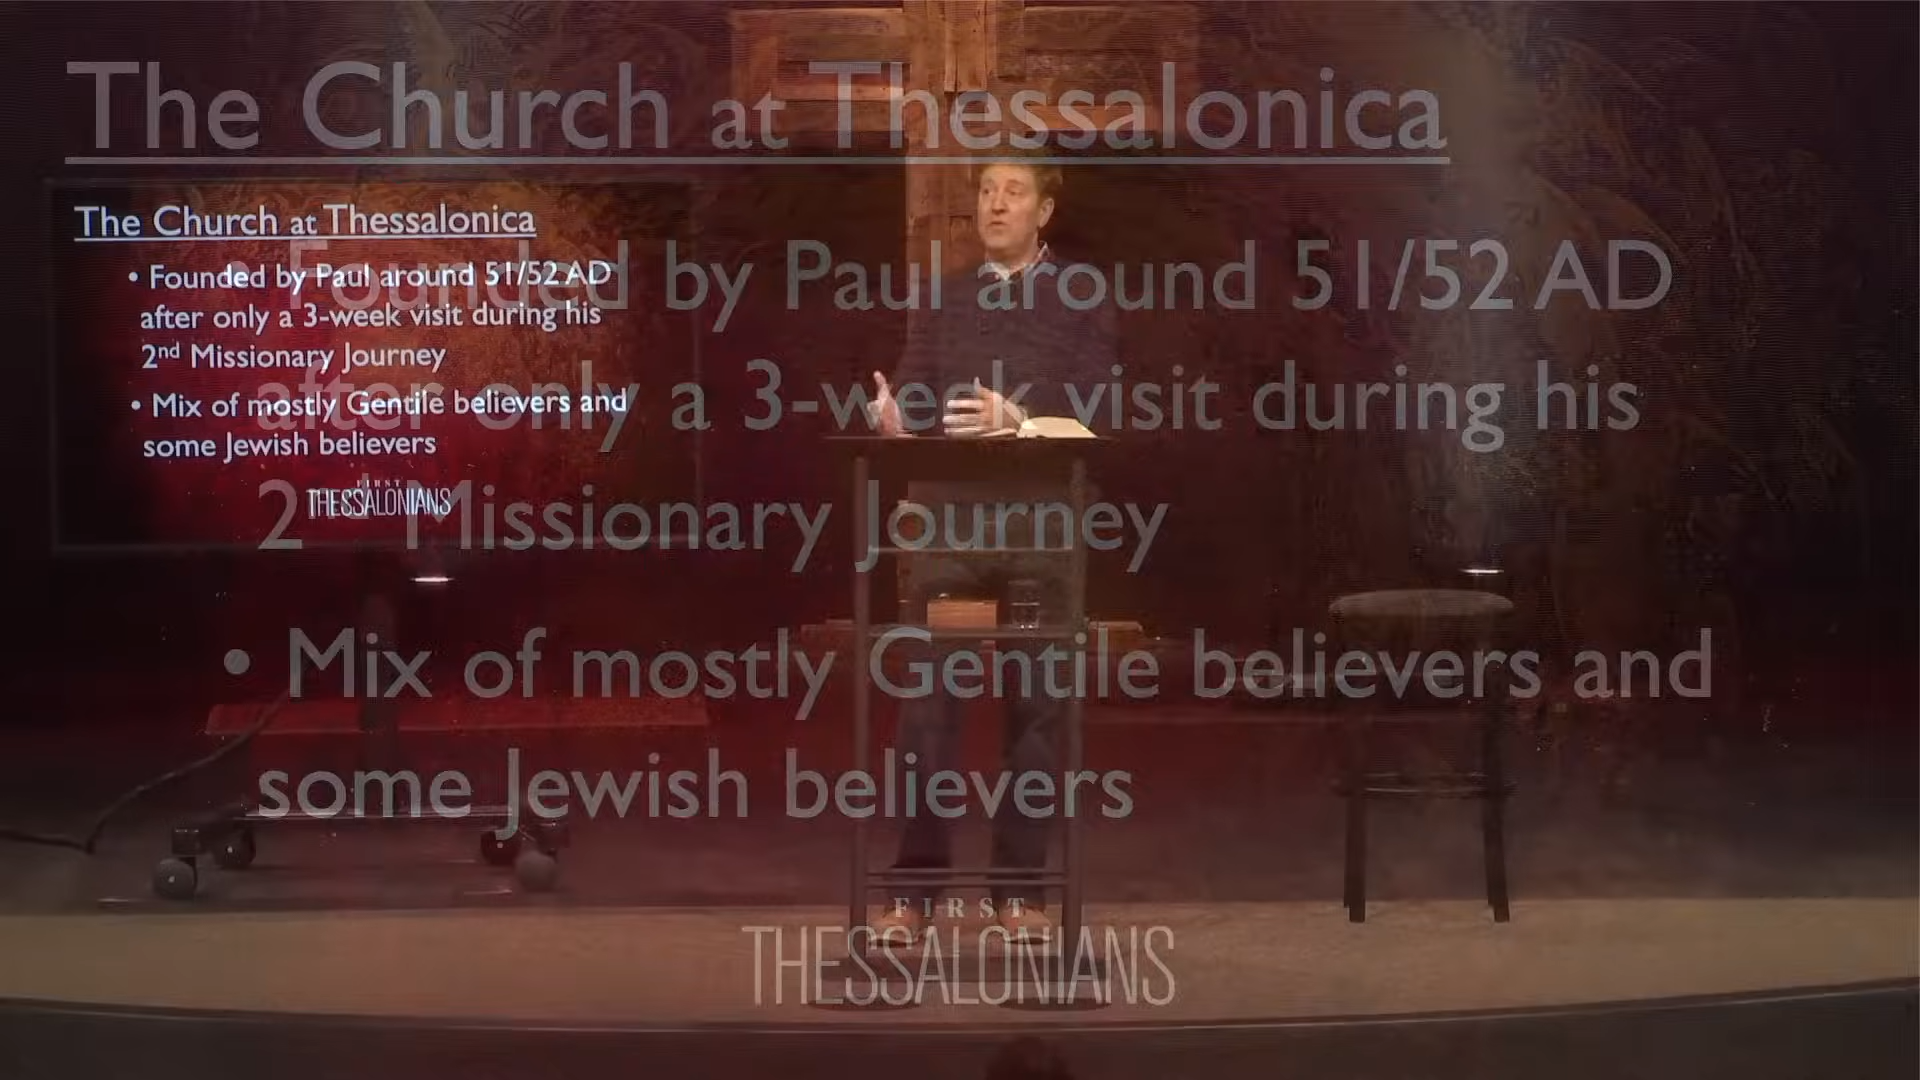 The Church at Thessalonica
• Founded by Paul around 51/52 AD
after only a 3-week visit during his
2nd Missionary Journey
• Mix of mostly Gentile believers and
some Jewish believers
FIRST
THESSALONIANS
The Church at Thessalonica
• Founded by Paul around 51/52 AD
after only a 3-week visit during his
2nd Missionary Journey
• Mix of mostly Gentile believers and
some Jewish believers
FIRST
THESSALONIANS